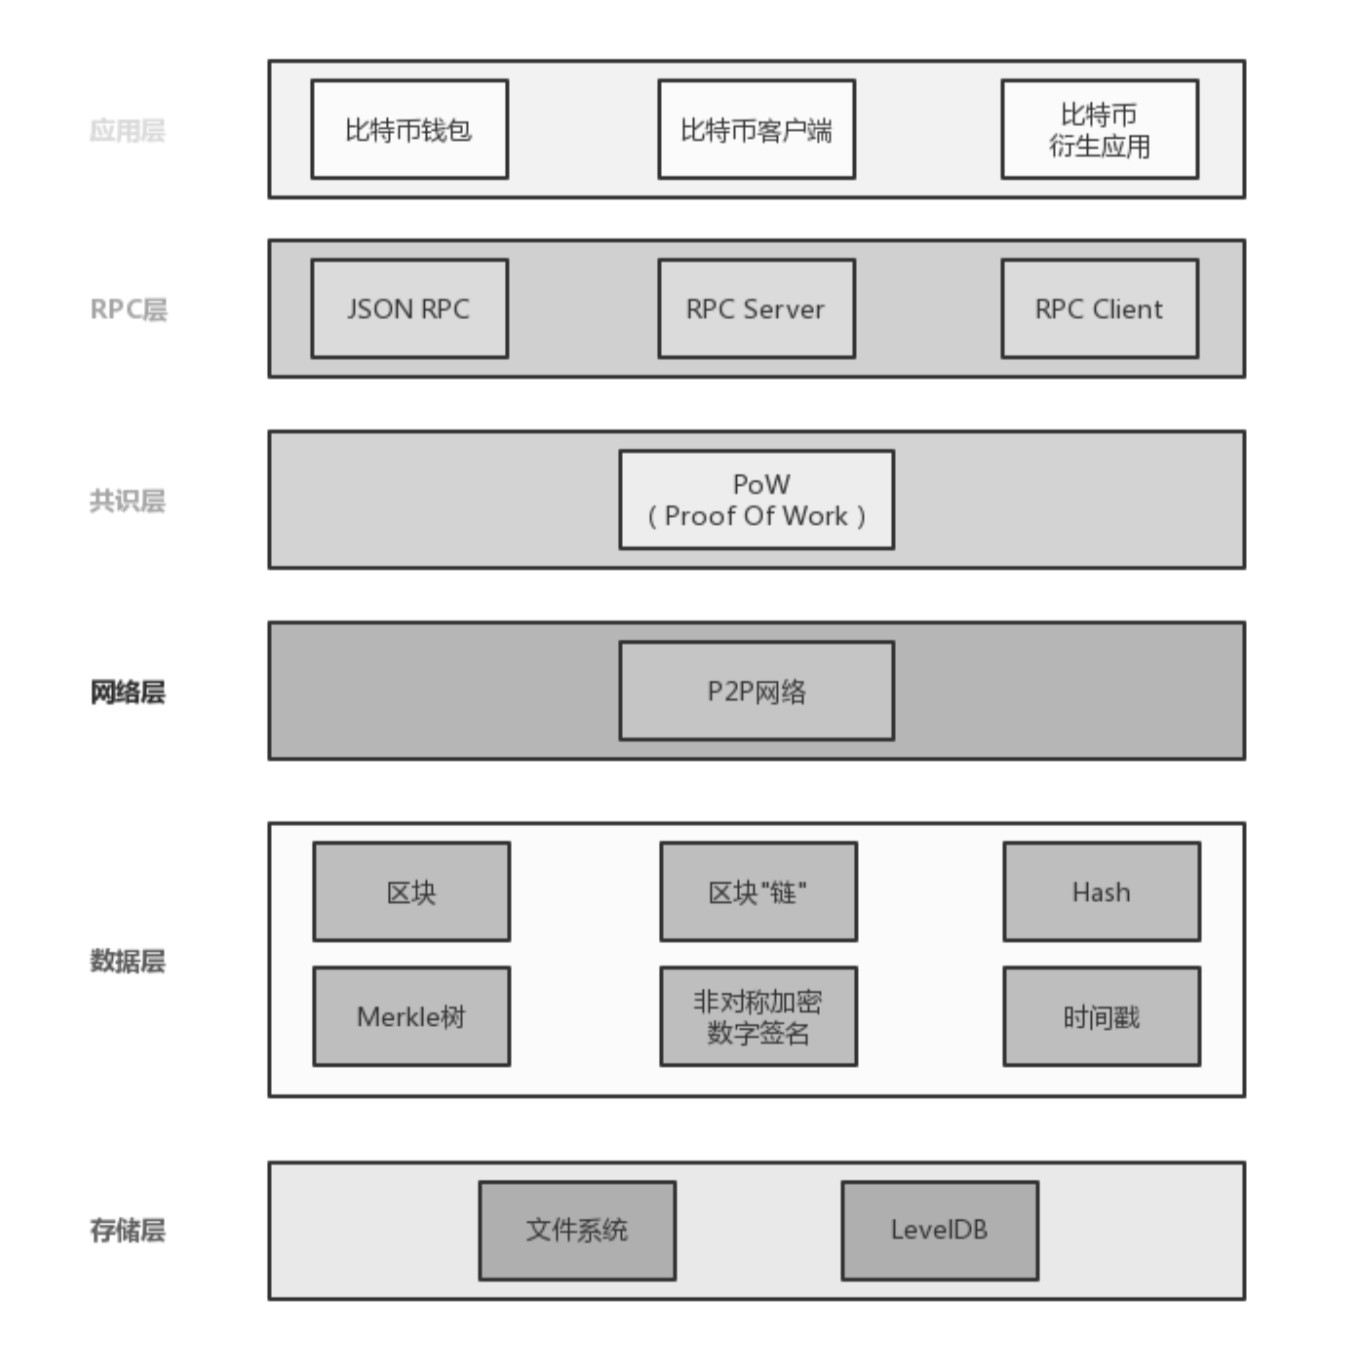 应用层
比特币钱包
比特币客户端
比特币
衍生应用
RPC层
JSON RPC
RPC Server
RPC Client
共识层
PoW
( Proof Of Work )
网络层
P2P网络
数据层
区块
区块"链"
Hash
Merkle树
非对称加密
数字签名
时间戳
存储层
文件系统
LevelDB